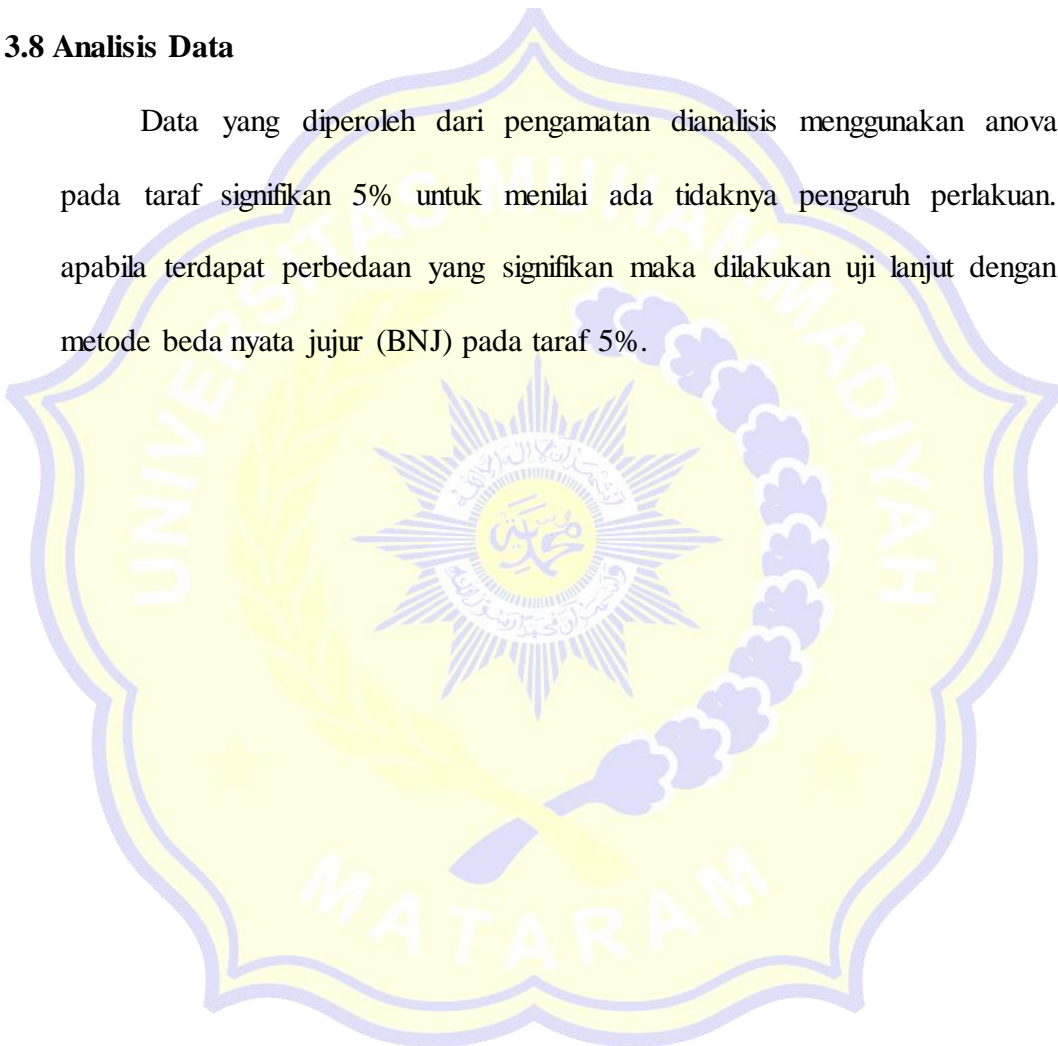 3.8 Analisis Data
Data yang diperoleh dari pengamatan dianalisis menggunakan anova
pada taraf signifikan 5% untuk menilai ada tidaknya pengaruh perlakuan.
apabila terdapat perbedaan yang signifikan maka dilakukan uji lanjut dengan
metode beda nyata jujur (BNJ) pada taraf 5%.
UNIVERSITAS MUHAMMADIYAH
MATARAM